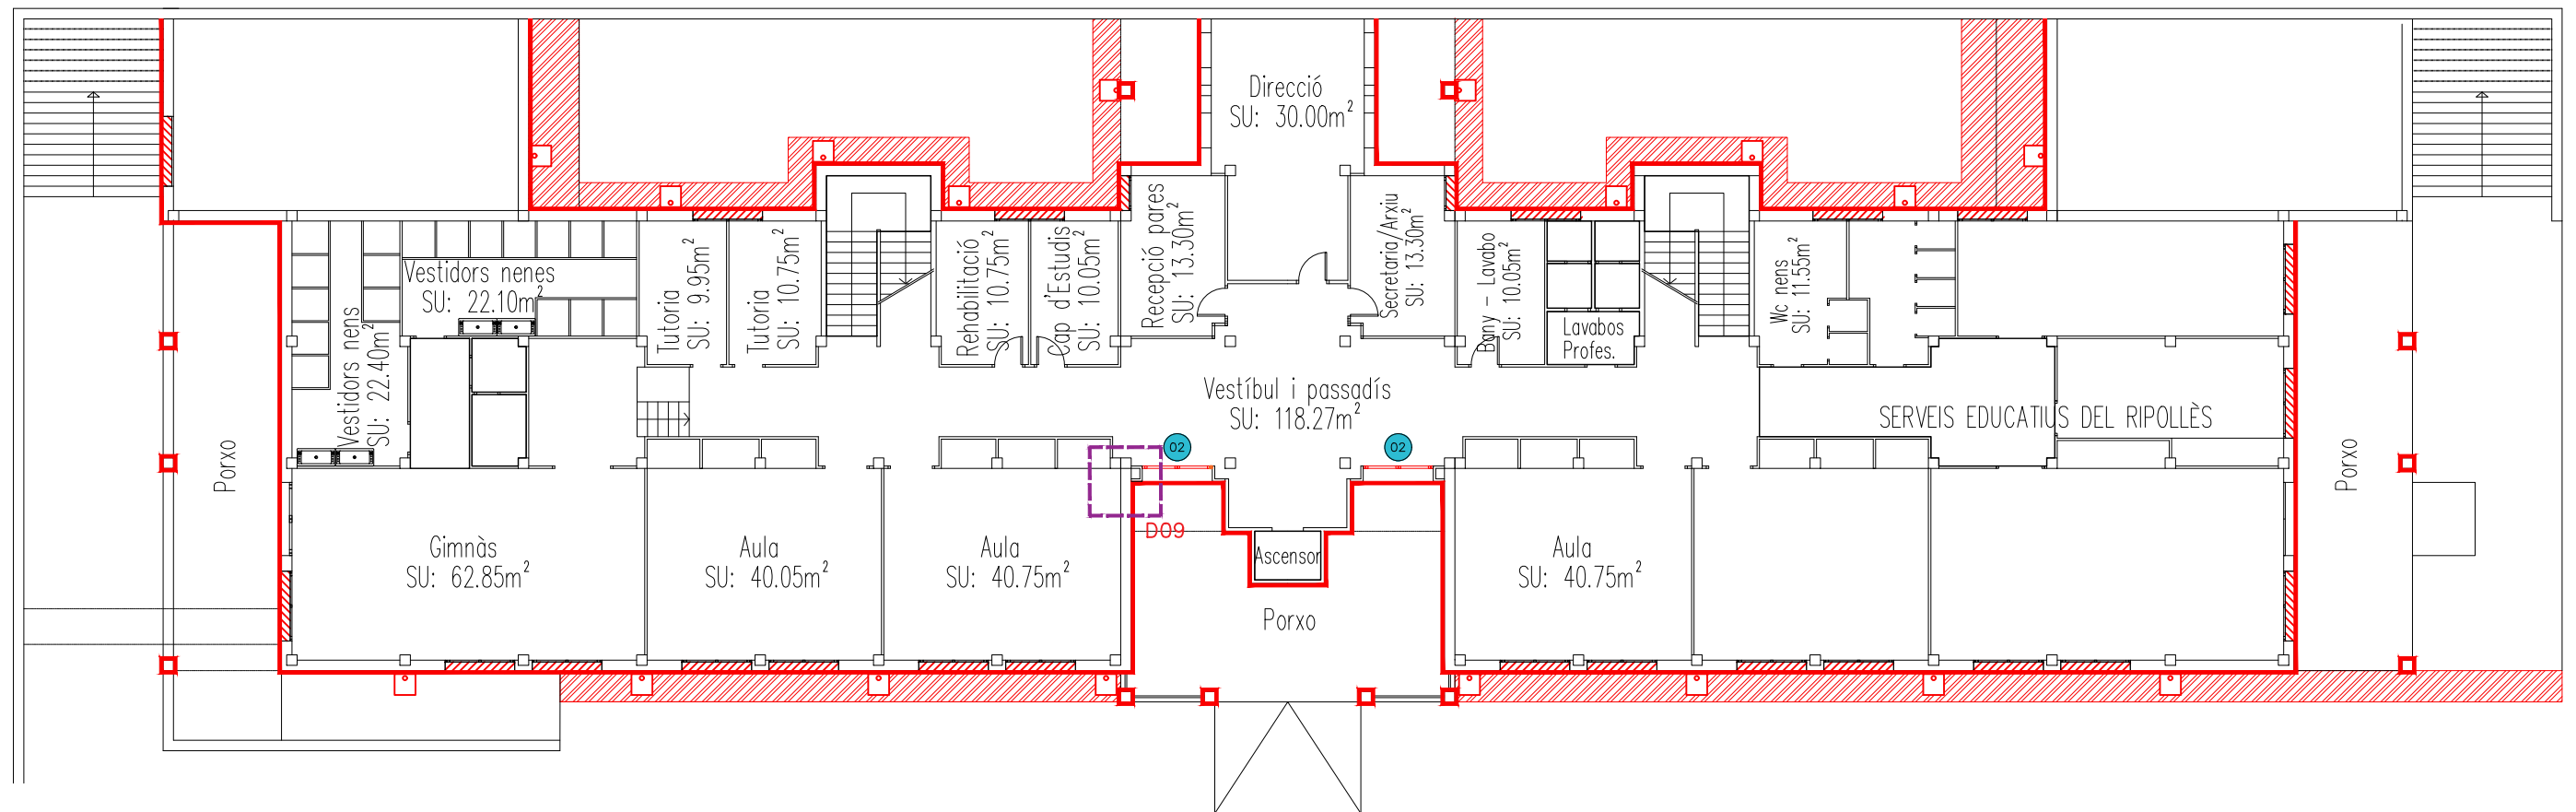 Direcció
SU: 30.00m²
Vestidors nenes
SU: 22.10m²
Vestidors nens
SU: 22.40m²
Tutoria
SU: 9.95m²
Tutoria
SU: 10.75m²
Rehabilitació
SU: 10.75m²
Cap d'Estudis
SU: 10.05m²
Recepció pares
SU: 13.30m²
Secretaria/Arxiu
SU: 13.30m²
Bany - Lavabo
SU: 10.05m²
Lavabos
Profes.
Wc nens
SU: 11.55m²
Vestíbul i passadís
SU: 118.27m²
SERVEIS EDUCATIUS DEL RIPOLLÈS
Porxo
02
02
Porxo
D09
Gimnàs
SU: 62.85m²
Aula
SU: 40.05m²
Aula
SU: 40.75m²
Ascensor
Aula
SU: 40.75m²
Porxo